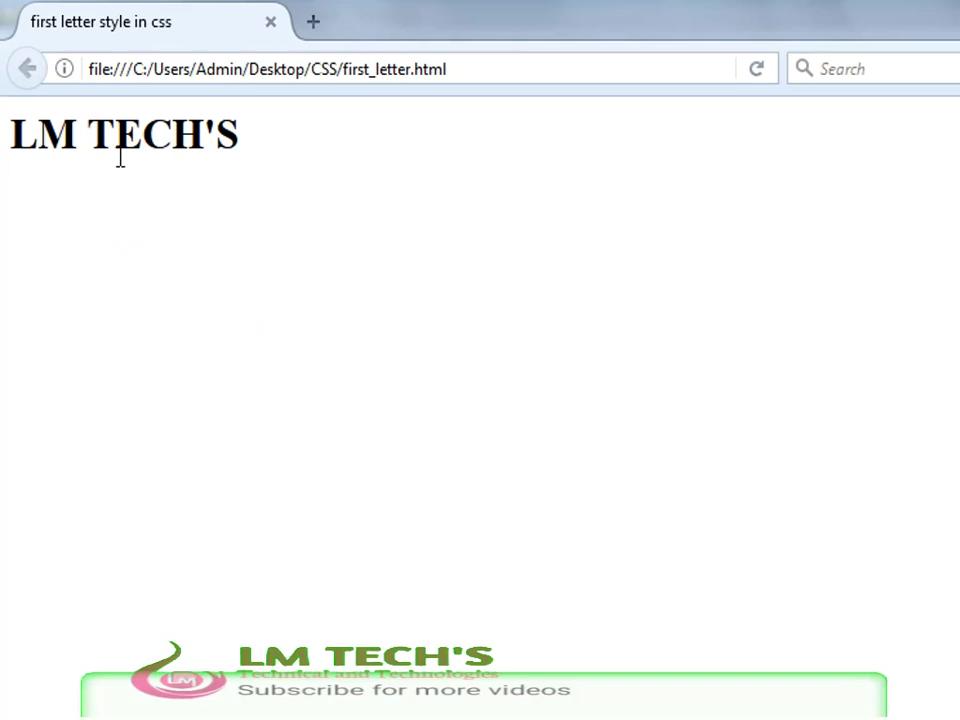 first letter style in css
file:///C:/Users/Admin/Desktop/CSS/first_letter.html
Search
LM TECH'S
LM TECH'S
Technical and Technologies
LM
Subscribe for more videos